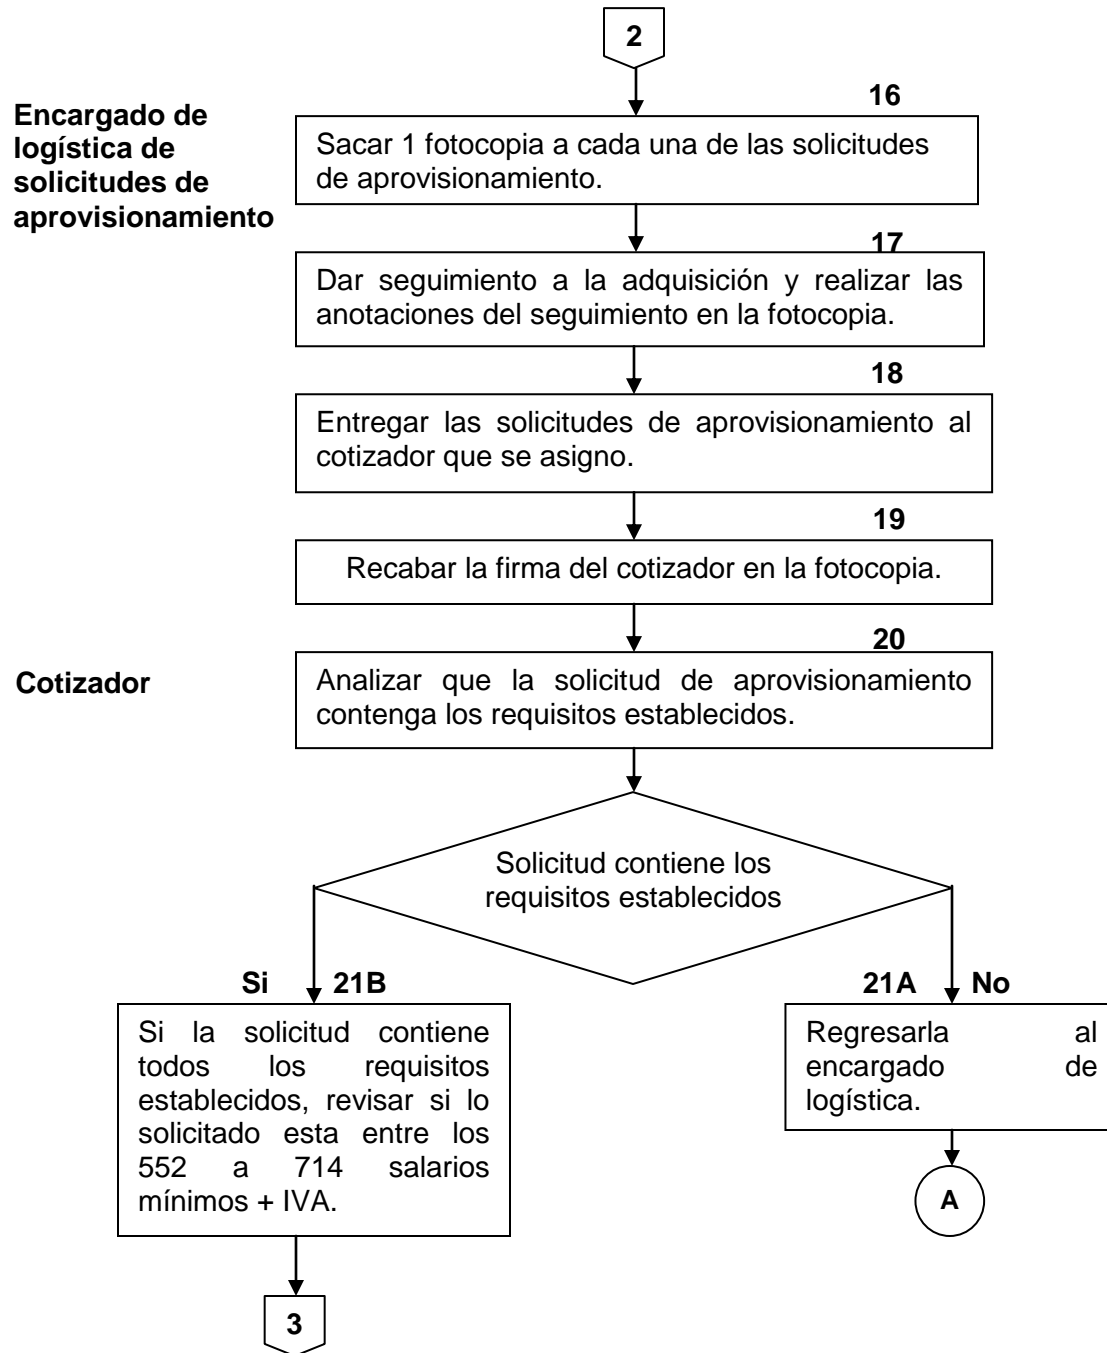 2
16
Encargado de
logística de
solicitudes de
aprovisionamiento
Sacar 1 fotocopia a cada una de las solicitudes
de aprovisionamiento.
17
Dar seguimiento a la adquisición y realizar las
anotaciones del seguimiento en la fotocopia.
18
Entregar las solicitudes de aprovisionamiento al
cotizador que se asigno.
19
Recabar la firma del cotizador en la fotocopia.
20
Cotizador
Analizar que la solicitud de aprovisionamiento
contenga los requisitos establecidos.
Solicitud contiene los
requisitos establecidos
Si 21B
21A No
Si la solicitud contiene
todos los requisitos
establecidos, revisar si lo
solicitado esta entre los
552 a 714 salarios
mínimos + IVA.
Regresarla al
encargado de
logística.
A
3